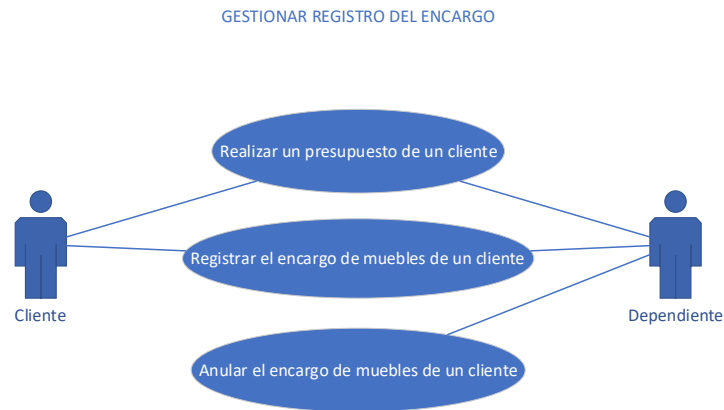 GESTIONAR REGISTRO DEL ENCARGO
Realizar un presupuesto de un cliente
Registrar el encargo de muebles de un cliente
Cliente
Dependiente
Anular el encargo de muebles de un cliente